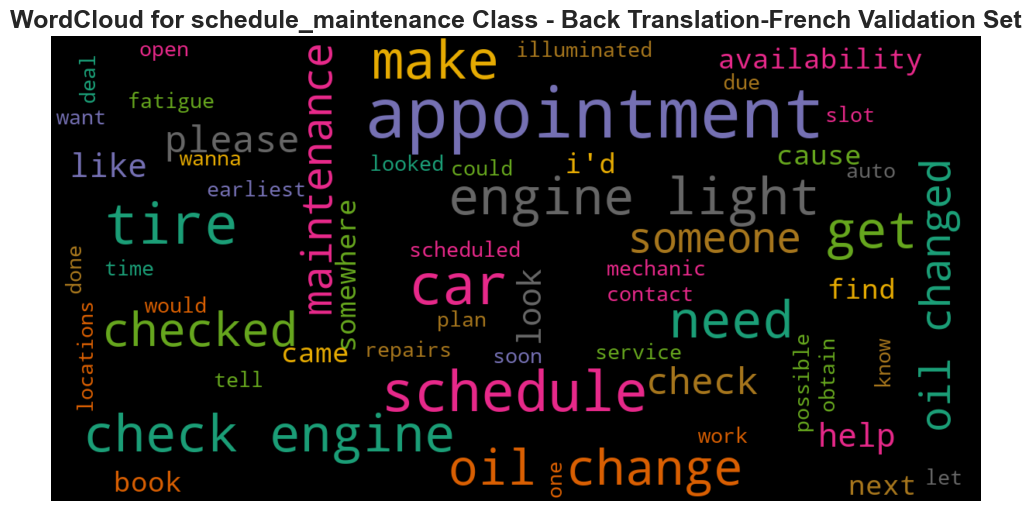 WordCloud for schedule_maintenance Class - Back Translation-French Validation Set
open
deal
maintenance
make
illuminated
availability
due
want
fatigue
appointment
slot
please
like
wanna
looked
could
i'd
cause
auto
earliest
engine light
oil changed
tire
somewhere
someone
get
scheduled
done
time
car
look
mechanic
contact
find
locations
would
checked
plan
need
came
repairs
soon
service
possible
obtain
know
tell
schedule
check
check engine
work
help
oil change
one
book
next
let